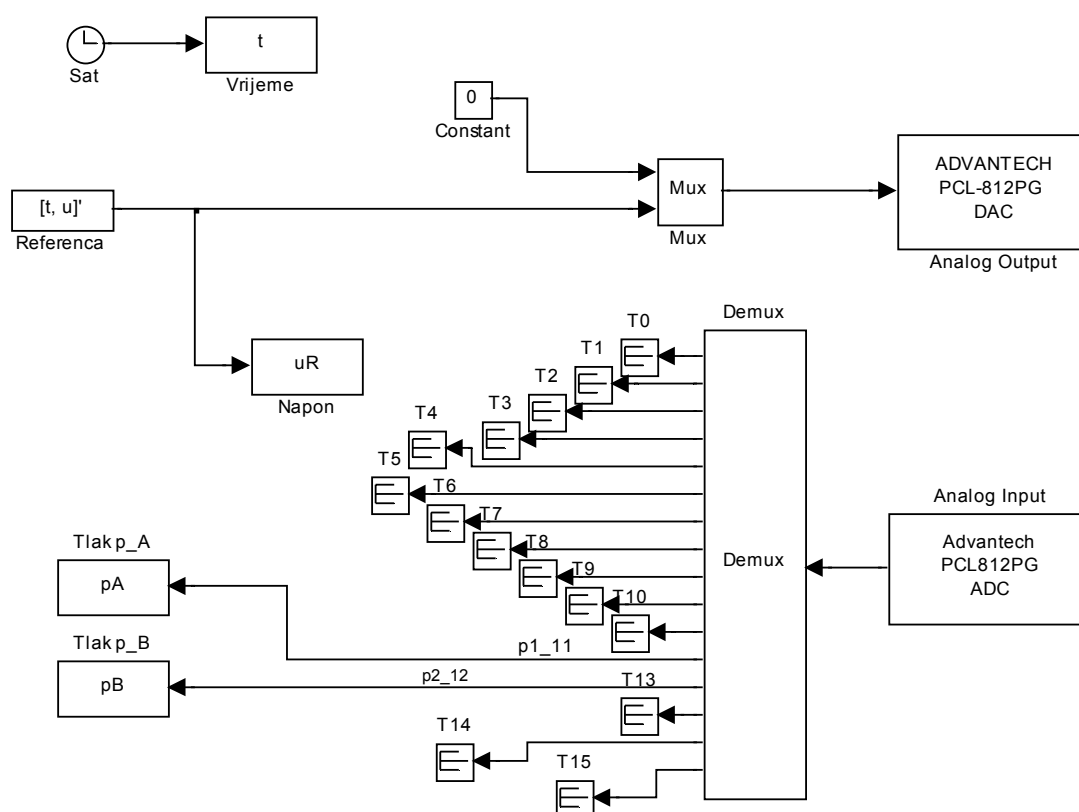 t
Sat
Vrijeme
0
Constant
ADVANTECH
PCL-812PG
DAC
Mux
[t, u]'
Referenca
Mux
Analog Output
Demux
T0
T1
uR
T2
Napon
T3
T4
T5
T6
Analog Input
T7
Tlak p_A
T8
Demux
Advantech
PCL812PG
ADC
pA
T9
T10
p1_11
Tlak p_B
p2_12
pB
T13
T14
T15